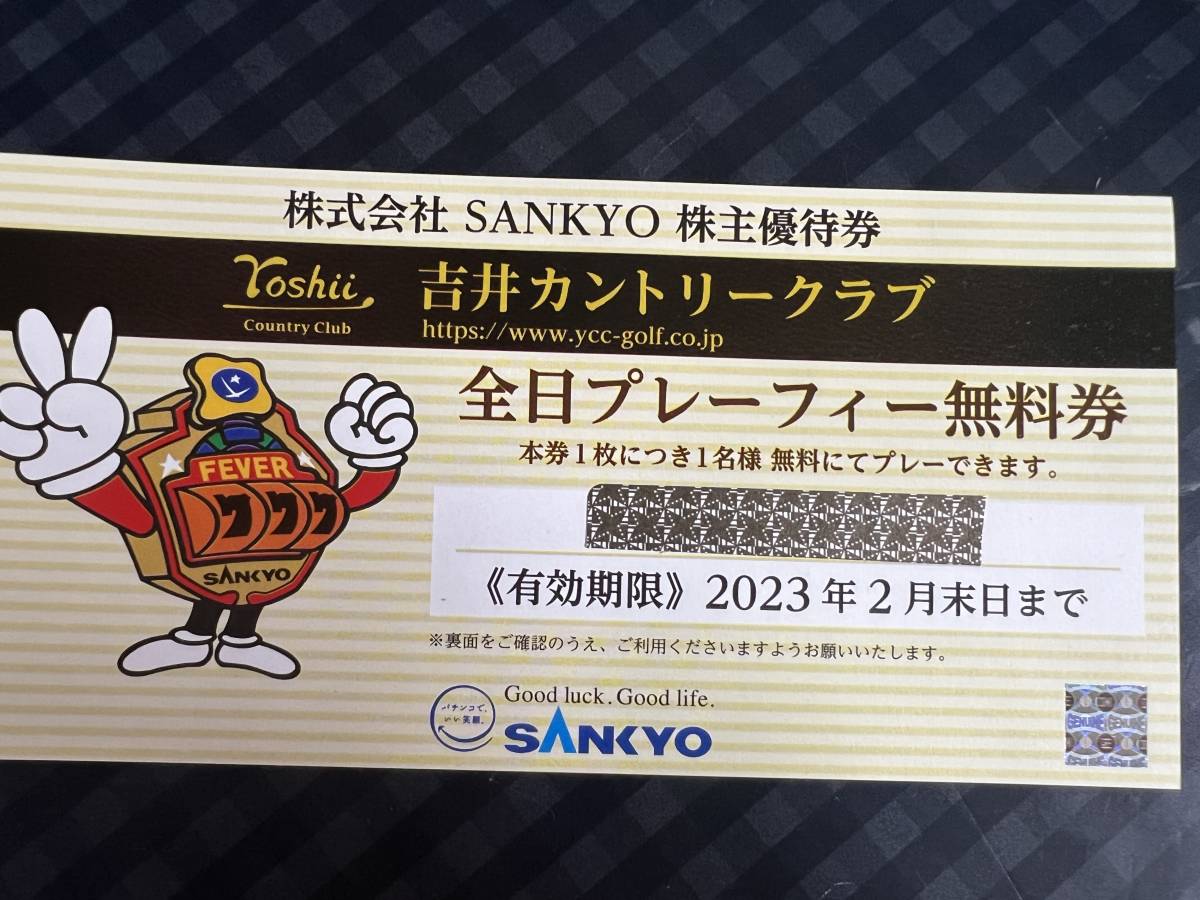 株式会社 SANKYO 株主優待券
Yoshii
Country Club
吉井カントリークラブ
https://www.ycc-golf.co.jp
全日プレーフィー無料券
本券1枚につき1名様 無料にてプレーできます。
FEVER
777
SANKYO
《有効期限》2023年2月末日まで
※裏面をご確認のうえ、ご利用くださいますようお願いいたします。
パチンコで、
いい笑顔。
Good luck. Good life.
SANKYO